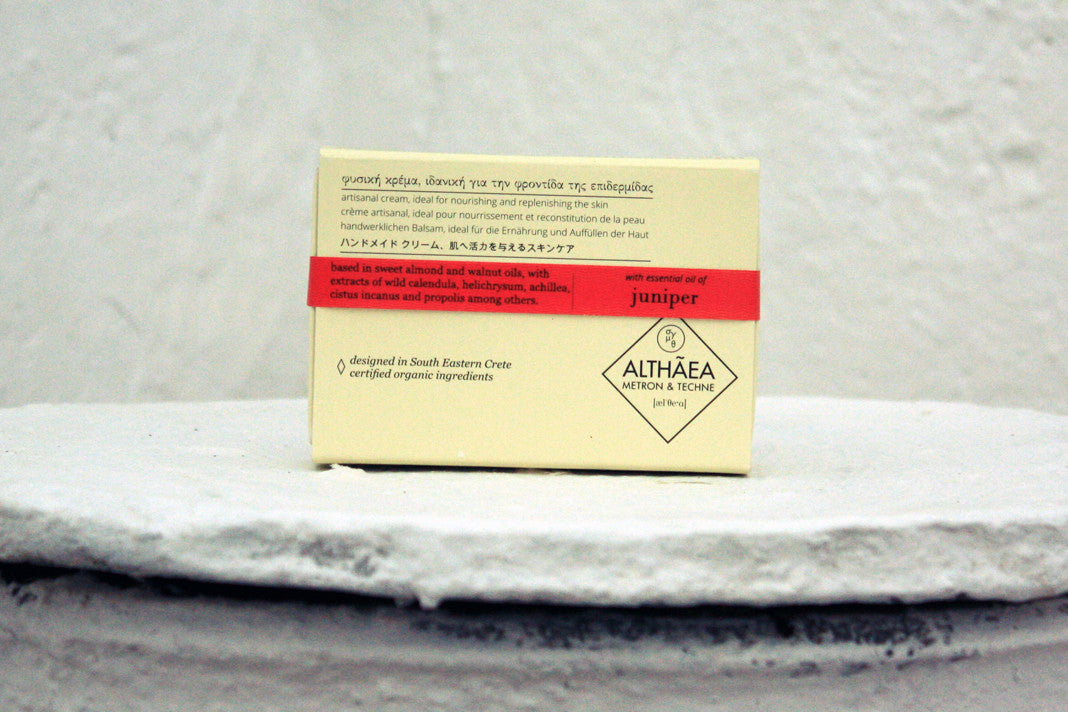 φυσική κρέμα, ιδανική για την φροντίδα της επιδερμίδας
artisanal cream, ideal for nourishing and replenishing the skin
crème artisanal, ideal pour nourrissement et reconstitution de la peau
handwerklichen Balsam, ideal für die Ernährung und Auffüllen der Haut
ハンドメイド クリーム、肌へ活力を与えるスキンケア
based in sweet almond and walnut oils, with
extracts of wild calendula, helichrysum, achillea,
cistus incanus and propolis among others.
with essential oil of
juniper
designed in South Eastern Crete
certified organic ingredients
ALTHÃEA
METRON & TECHNE